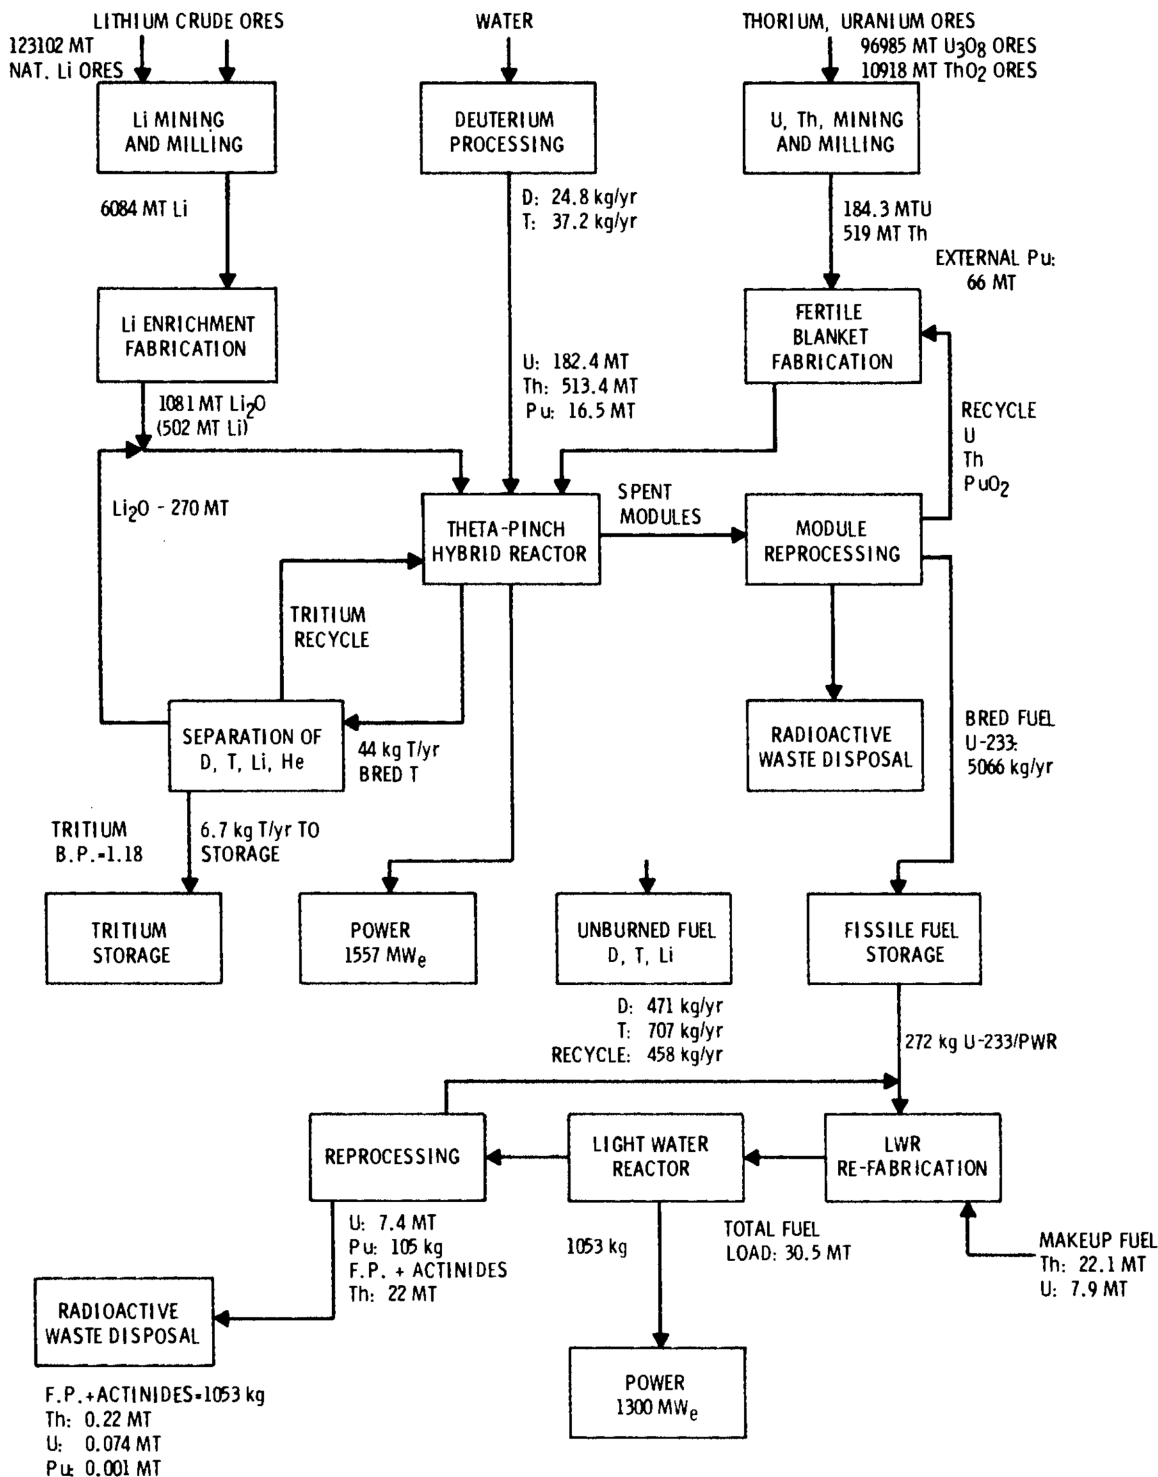 LITHIUM CRUDE ORES
123102 MT
NAT. Li ORES
WATER
THORIUM, URANIUM ORES
96985 MT U3O8 ORES
10918 MT ThO2 ORES
Li MINING
AND MILLING
DEUTERIUM
PROCESSING
U, Th, MINING
AND MILLING
6084 MT Li
D: 24.8 kg/yr
T: 37.2 kg/yr
184.3 MTU
519 MT Th
EXTERNAL Pu:
66 MT
Li ENRICHMENT
FABRICATION
FERTILE
BLANKET
FABRICATION
U: 182.4 MT
Th: 513.4 MT
Pu: 16.5 MT
1081 MT Li2O
(502 MT Li)
RECYCLE
U
Th
PuO2
Li2O - 270 MT
THETA-PINCH
HYBRID REACTOR
SPENT
MODULES
MODULE
REPROCESSING
TRITIUM
RECYCLE
SEPARATION OF
D, T, Li, He
44 kg T/yr
BRED T
RADIOACTIVE
WASTE DISPOSAL
BRED FUEL
U-233:
5066 kg/yr
TRITIUM
B.P.=1.18
6.7 kg T/yr TO
STORAGE
TRITIUM
STORAGE
POWER
1557 MWe
UNBURNED FUEL
D, T, Li
FISSILE FUEL
STORAGE
D: 471 kg/yr
T: 707 kg/yr
RECYCLE: 458 kg/yr
272 kg U-233/PWR
REPROCESSING
LIGHT WATER
REACTOR
LWR
RE-FABRICATION
U: 7.4 MT
Pu: 105 kg
F.P. + ACTINIDES
Th: 22 MT
1053 kg
TOTAL FUEL
LOAD: 30.5 MT
MAKEUP FUEL
Th: 22.1 MT
U: 7.9 MT
RADIOACTIVE
WASTE DISPOSAL
POWER
1300 MWe
F.P.+ACTINIDES=1053 kg
Th: 0.22 MT
U: 0.074 MT
Pu: 0.001 MT